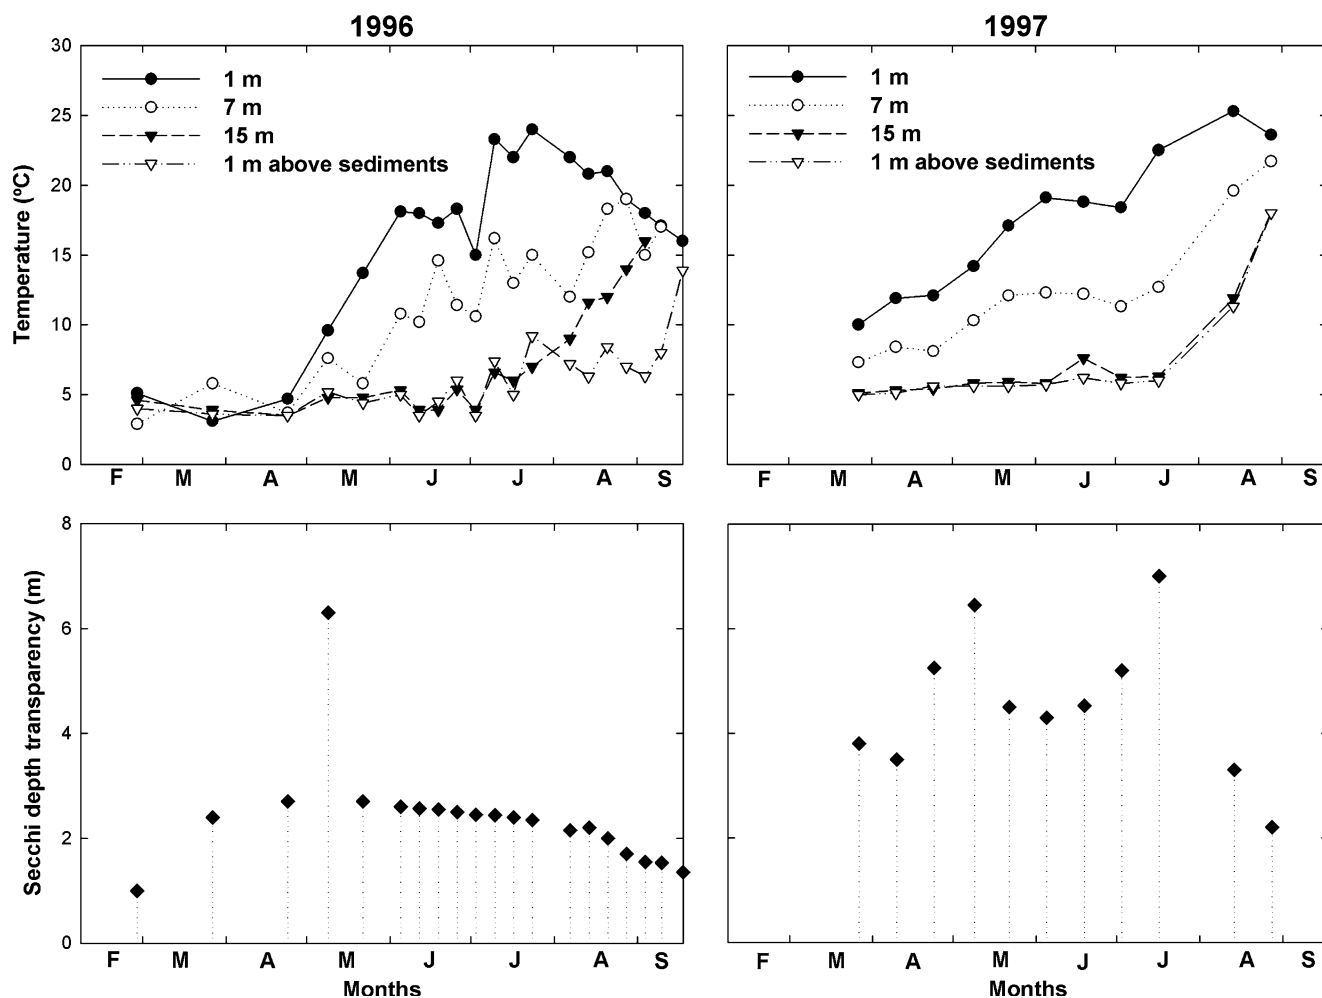 1996
1997
30
25
20
15
10
5
0
Temperature (ºC)
1 m
7 m
15 m
1 m above sediments
1 m
7 m
15 m
1 m above sediments
F M A M J J A S
F M A M J J A S
8
6
4
2
0
Secchi depth transparency (m)
F M A M J J A S
F M A M J J A S
Months
Months